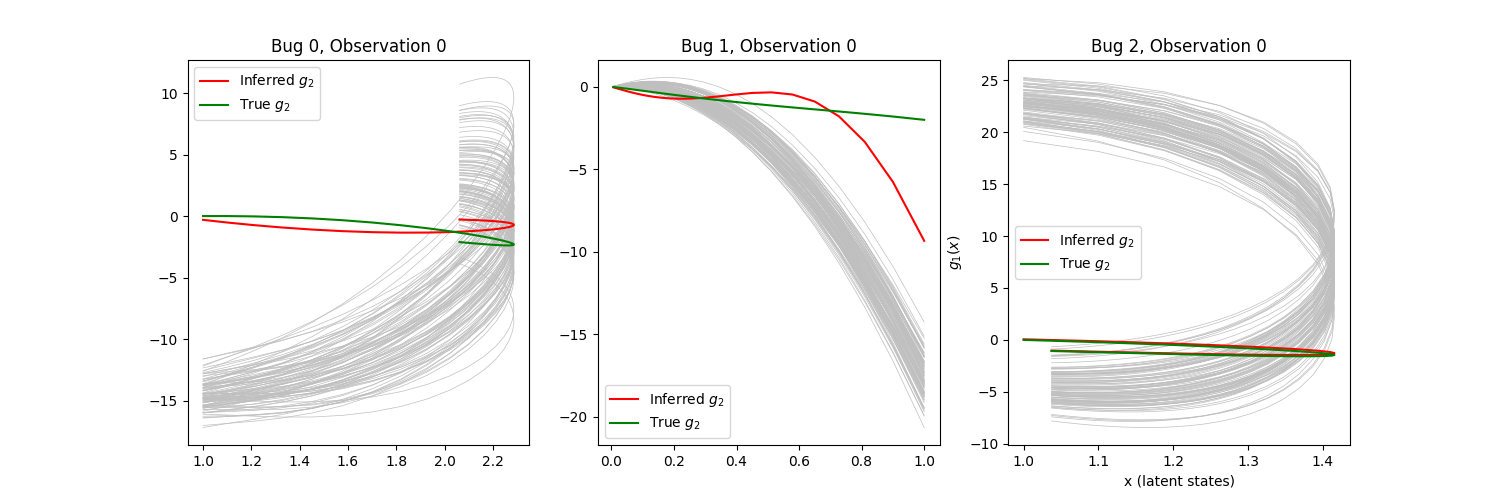 Bug 0, Observation 0
Inferred g₂
True g₂
10
5
0
−5
−10
−15
1.0 1.2 1.4 1.6 1.8 2.0 2.2
Bug 1, Observation 0
0
−5
−10
−15
−20
Inferred g₂
True g₂
0.0 0.2 0.4 0.6 0.8 1.0
Bug 2, Observation 0
g₁(x)
25
20
15
10
5
0
−5
−10
Inferred g₂
True g₂
1.0 1.1 1.2 1.3 1.4
x (latent states)